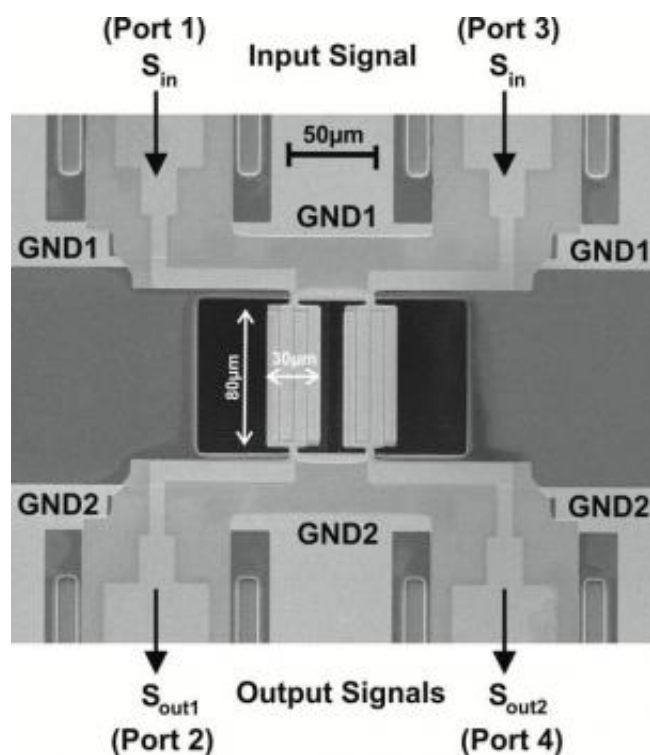 (Port 1) (Port 3)
S_in Input Signal S_in
50µm
GND1
GND1 GND1
80µm 30µm
GND2 GND2
GND2
S_out1 Output Signals S_out2
(Port 2) (Port 4)